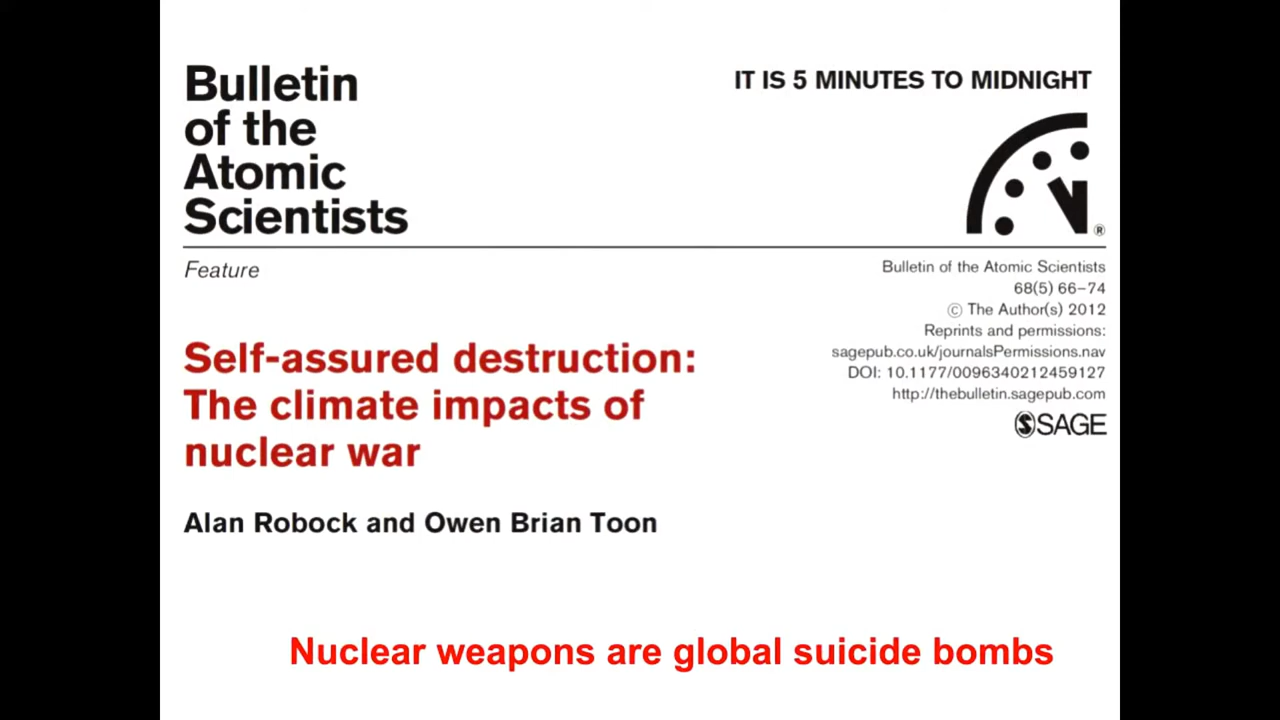 Bulletin
of the
Atomic
Scientists
IT IS 5 MINUTES TO MIDNIGHT
®
Feature
Bulletin of the Atomic Scientists
68(5) 66–74
© The Author(s) 2012
Reprints and permissions:
sagepub.co.uk/journalsPermissions.nav
DOI: 10.1177/0096340212459127
http://thebulletin.sagepub.com
SAGE
Self-assured destruction:
The climate impacts of
nuclear war
Alan Robock and Owen Brian Toon
Nuclear weapons are global suicide bombs